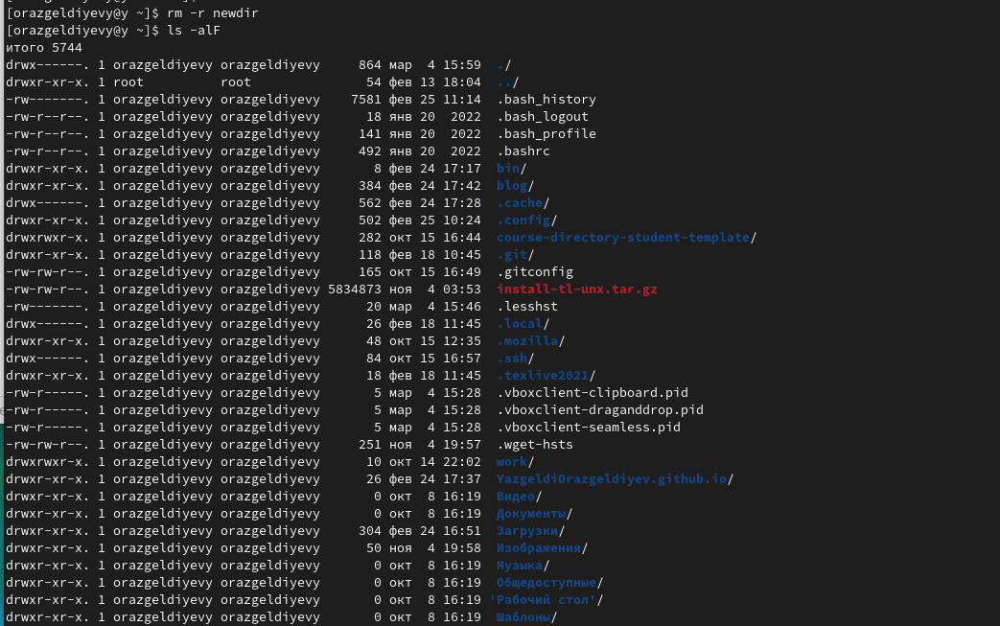 [orazgeldiyevy@y ~]$ rm -r newdir
[orazgeldiyevy@y ~]$ ls -alF
итого 5744
drwx------. 1 orazgeldiyevy orazgeldiyevy     864 мар  4 15:59  ./
drwxr-xr-x. 1 root          root               54 фев 13 18:04  ../
-rw-------. 1 orazgeldiyevy orazgeldiyevy    7581 фев 25 11:14  .bash_history
-rw-r--r--. 1 orazgeldiyevy orazgeldiyevy      18 янв 20  2022  .bash_logout
-rw-r--r--. 1 orazgeldiyevy orazgeldiyevy     141 янв 20  2022  .bash_profile
-rw-r--r--. 1 orazgeldiyevy orazgeldiyevy     492 янв 20  2022  .bashrc
drwxr-xr-x. 1 orazgeldiyevy orazgeldiyevy       8 фев 24 17:17  bin/
drwxr-xr-x. 1 orazgeldiyevy orazgeldiyevy     384 фев 24 17:42  blog/
drwx------. 1 orazgeldiyevy orazgeldiyevy     562 фев 24 17:28  .cache/
drwxr-xr-x. 1 orazgeldiyevy orazgeldiyevy     502 фев 25 10:24  .config/
drwxrwxr-x. 1 orazgeldiyevy orazgeldiyevy     282 окт 15 16:44  course-directory-student-template/
drwxr-xr-x. 1 orazgeldiyevy orazgeldiyevy     118 фев 18 10:45  .git/
-rw-rw-r--. 1 orazgeldiyevy orazgeldiyevy     165 окт 15 16:49  .gitconfig
-rw-rw-r--. 1 orazgeldiyevy orazgeldiyevy 5834873 ноя  4 03:53  install-tl-unx.tar.gz
-rw-------. 1 orazgeldiyevy orazgeldiyevy      20 мар  4 15:46  .lesshst
drwx------. 1 orazgeldiyevy orazgeldiyevy      26 фев 18 11:45  .local/
drwxr-xr-x. 1 orazgeldiyevy orazgeldiyevy      48 окт 15 12:35  .mozilla/
drwx------. 1 orazgeldiyevy orazgeldiyevy      84 окт 15 16:57  .ssh/
drwxr-xr-x. 1 orazgeldiyevy orazgeldiyevy      18 фев 18 11:45  .texlive2021/
-rw-r-----. 1 orazgeldiyevy orazgeldiyevy       5 мар  4 15:28  .vboxclient-clipboard.pid
-rw-r-----. 1 orazgeldiyevy orazgeldiyevy       5 мар  4 15:28  .vboxclient-draganddrop.pid
-rw-r-----. 1 orazgeldiyevy orazgeldiyevy       5 мар  4 15:28  .vboxclient-seamless.pid
-rw-rw-r--. 1 orazgeldiyevy orazgeldiyevy     251 ноя  4 19:57  .wget-hsts
drwxrwxr-x. 1 orazgeldiyevy orazgeldiyevy      10 окт 14 22:02  work/
drwxr-xr-x. 1 orazgeldiyevy orazgeldiyevy      26 фев 24 17:37  YazgeldiOrazgeldiyev.github.io/
drwxr-xr-x. 1 orazgeldiyevy orazgeldiyevy       0 окт  8 16:19  Видео/
drwxr-xr-x. 1 orazgeldiyevy orazgeldiyevy       0 окт  8 16:19  Документы/
drwxr-xr-x. 1 orazgeldiyevy orazgeldiyevy     304 фев 24 16:51  Загрузки/
drwxr-xr-x. 1 orazgeldiyevy orazgeldiyevy      50 ноя  4 19:58  Изображения/
drwxr-xr-x. 1 orazgeldiyevy orazgeldiyevy       0 окт  8 16:19  Музыка/
drwxr-xr-x. 1 orazgeldiyevy orazgeldiyevy       0 окт  8 16:19  Общедоступные/
drwxr-xr-x. 1 orazgeldiyevy orazgeldiyevy       0 окт  8 16:19 'Рабочий стол'/
drwxr-xr-x. 1 orazgeldiyevy orazgeldiyevy       0 окт  8 16:19  Шаблоны/